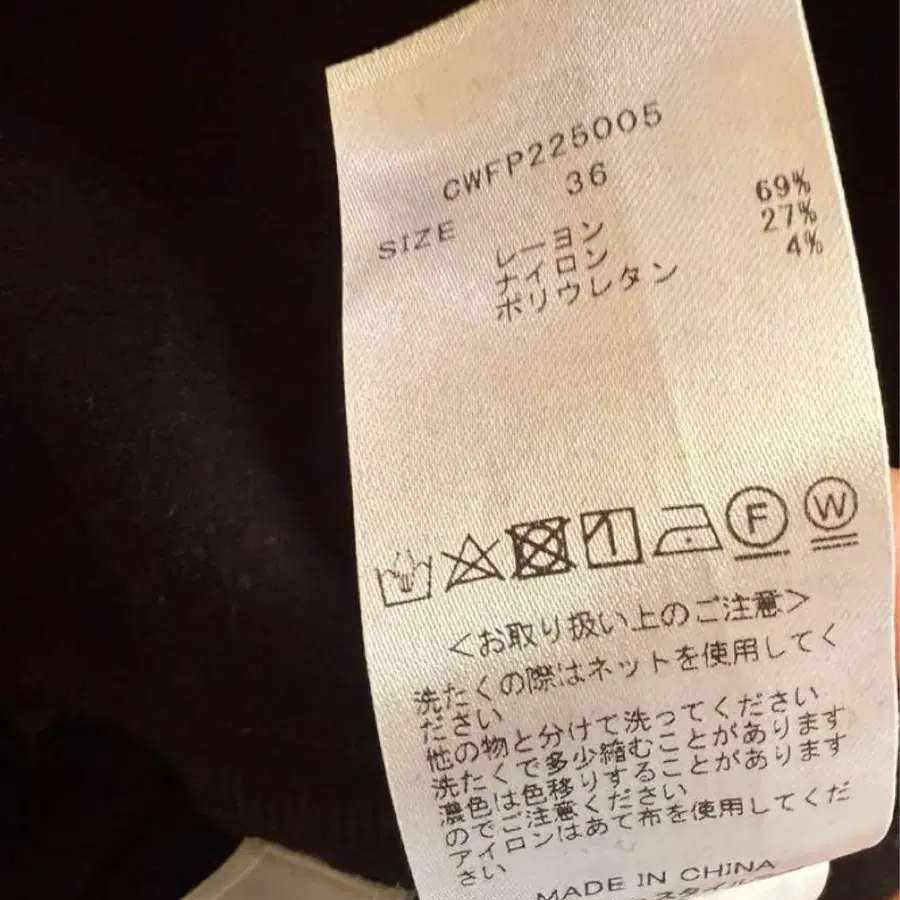 CWFP225005
SIZE 36
レーヨン 69%
ナイロン 27%
ポリウレタン 4%
F W
<お取り扱い上のご注意>
洗たくの際はネットを使用してく
ださい
他の物と分けて洗ってください
洗たくで多少縮むことがあります
濃色は色移りすることがあります
のでご注意ください
アイロンはあて布を使用してくだ
さい
MADE IN CHINA
スタイル